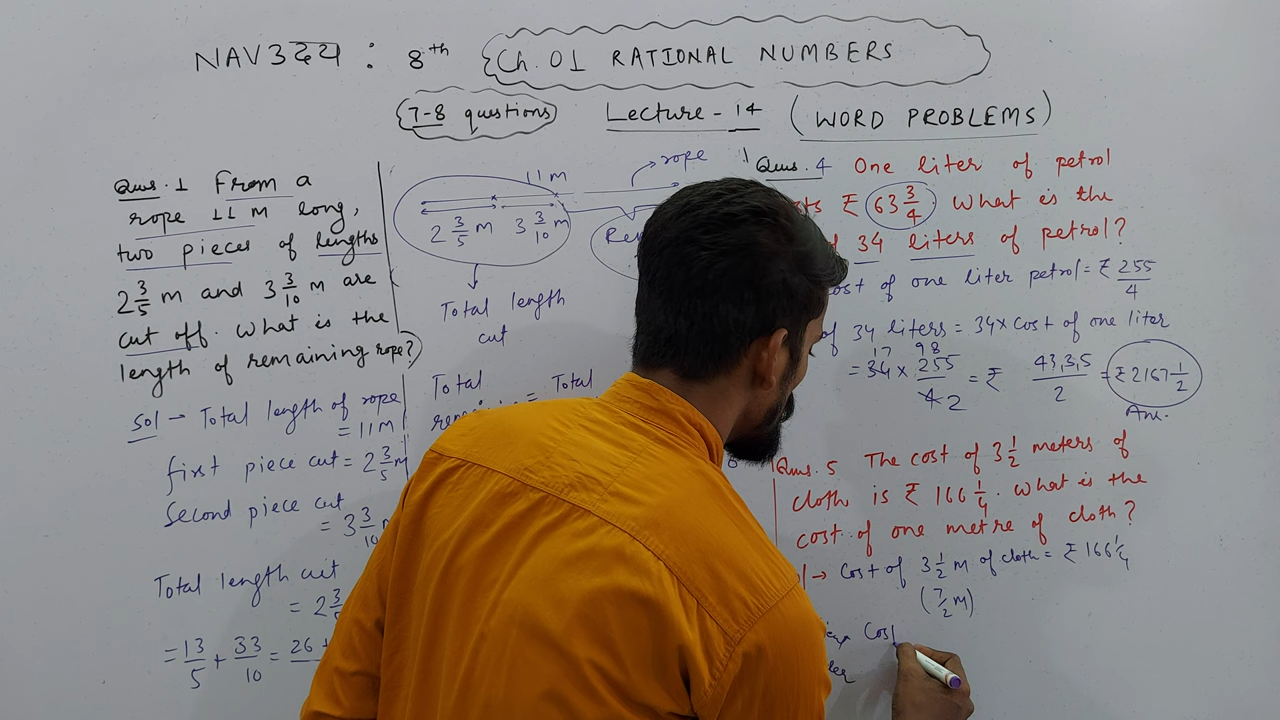 NAV3दय : 8th Ch. 01 RATIONAL NUMBERS
7-8 questions Lecture - 14 (WORD PROBLEMS)
Ques. 1 From a
rope 11 m long,
two pieces of lengths
2 3/5 m and 3 3/10 m are
cut off. What is the
length of remaining rope?
Sol → Total length of rope
= 11 m
first piece cut = 2 3/5 m
Second piece cut
= 3 3/10
Total length cut
= 2 3/5
= 13/5 + 33/10 = 26 +
11 m
rope
2 3/5 m 3 3/10 m
Total length
cut
Total
= Total
Ques. 4 One liter of petrol
₹ 63 3/4. What is the
34 liters of petrol?
cost of one liter petrol = ₹ 255/4
of 34 liters = 34 × cost of one liter
17 98
= 34 × 255/4 2 = ₹ 43,3,5/2 = ₹ 2167 1/2
Ans.
Ques. 5 The cost of 3 1/2 meters of
cloth is ₹ 166 1/4. What is the
cost of one metre of cloth?
→ Cost of 3 1/2 m of cloth = ₹ 166 1/4
(7/2 m)
Cost